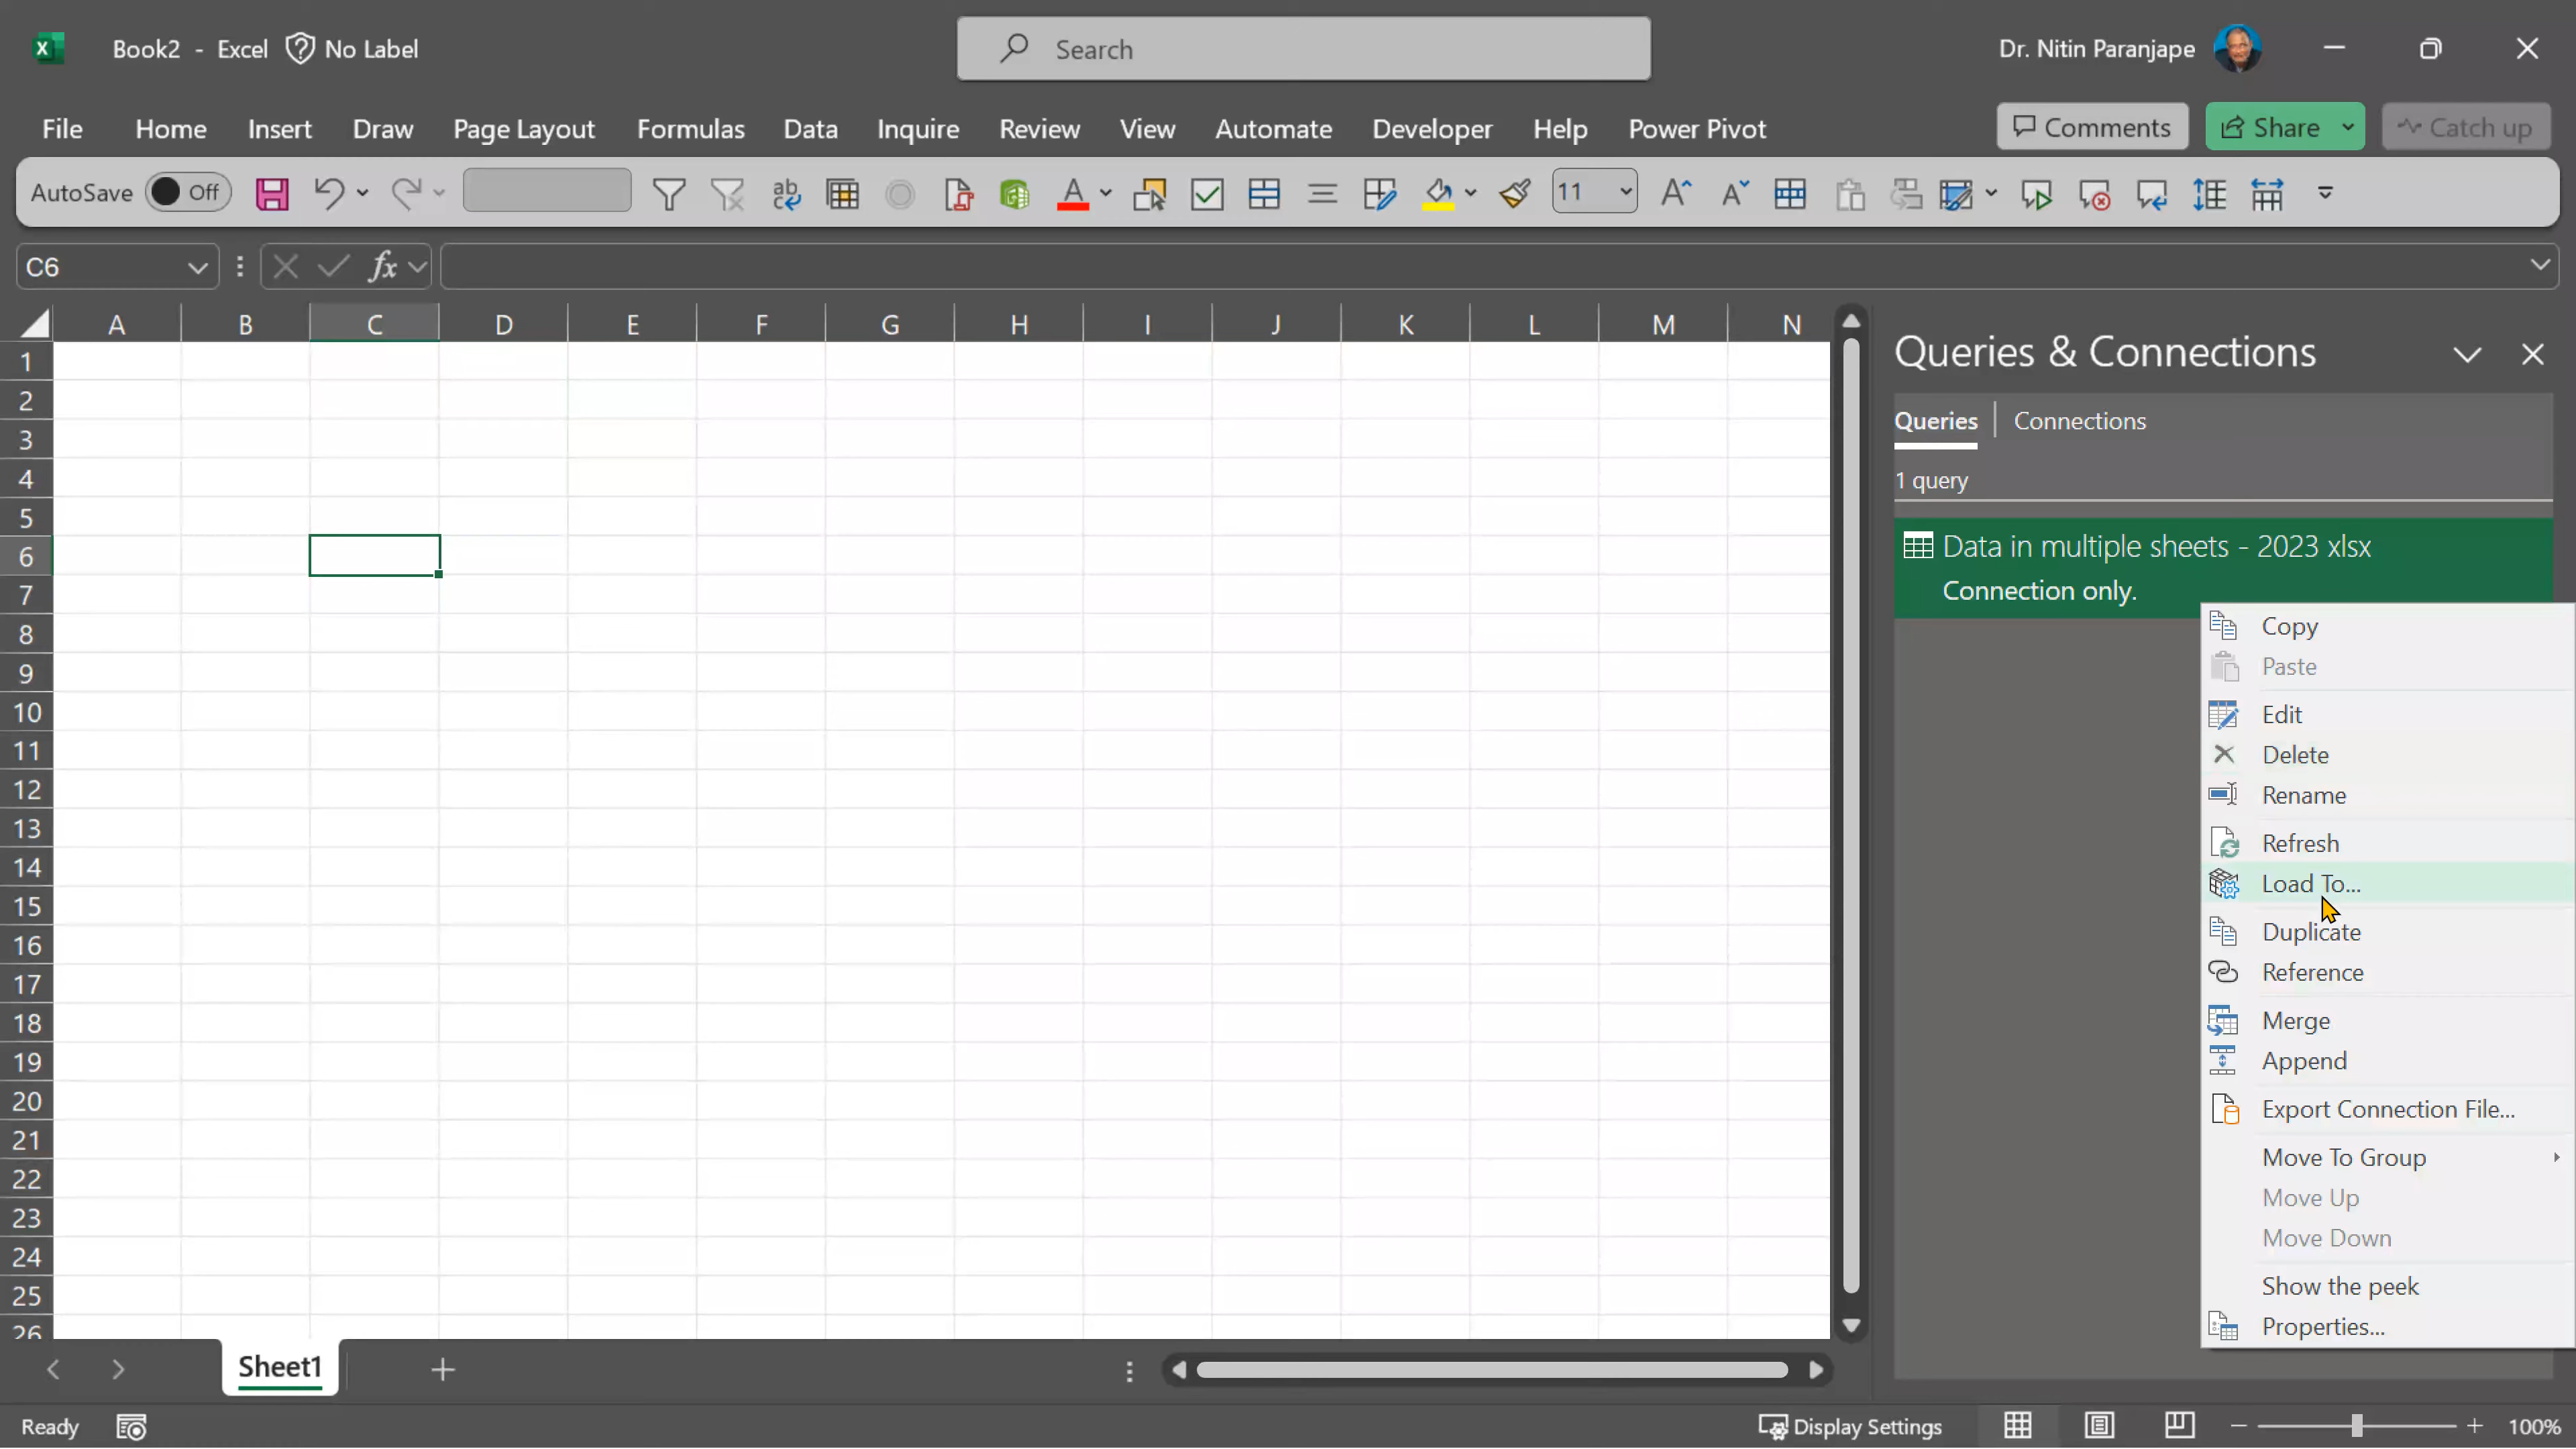 Book2 - Excel No Label
Search
Dr. Nitin Paranjape
File Home Insert Draw Page Layout Formulas Data Inquire Review View Automate Developer Help Power Pivot
Comments Share Catch up
AutoSave Off
11
C6
fx
A B C D E F G H I J K L M N
1
2
3
4
5
6
7
8
9
10
11
12
13
14
15
16
17
18
19
20
21
22
23
24
25
26
Queries & Connections
Queries Connections
1 query
Data in multiple sheets - 2023 xlsx
Connection only.
Copy
Paste
Edit
Delete
Rename
Refresh
Load To...
Duplicate
Reference
Merge
Append
Export Connection File...
Move To Group
Move Up
Move Down
Show the peek
Properties...
Sheet1
Ready
Display Settings
100%